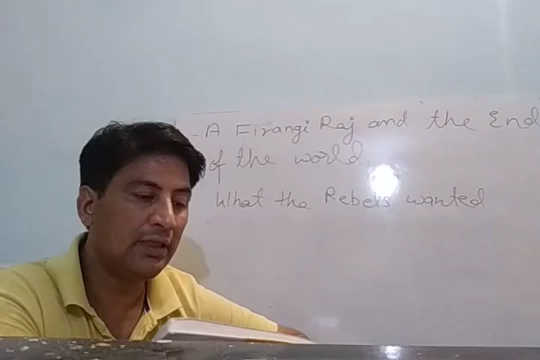 - A Firangi Raj and the End
of the world
What the Rebels wanted